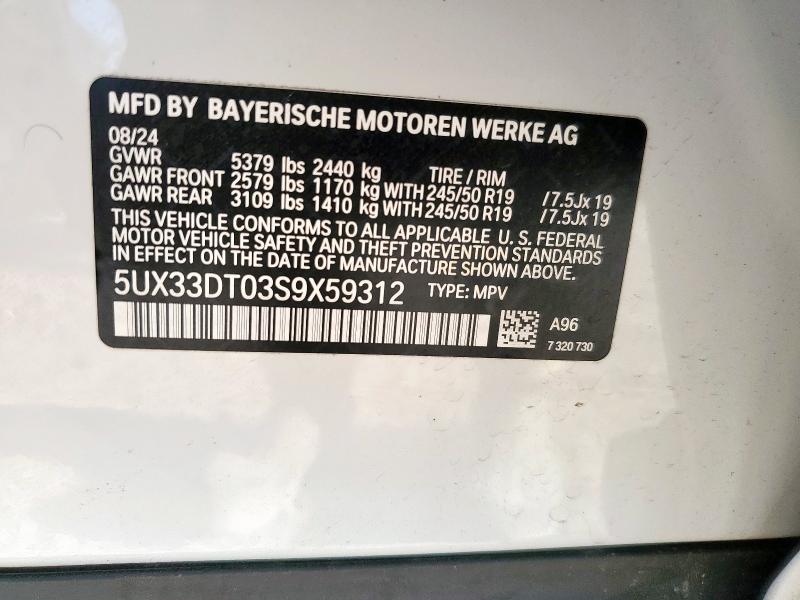 MFD BY BAYERISCHE MOTOREN WERKE AG
08/24
GVWR 5379 lbs 2440 kg TIRE / RIM
GAWR FRONT 2579 lbs 1170 kg WITH 245/50 R19 /7.5Jx19
GAWR REAR 3109 lbs 1410 kg WITH 245/50 R19 /7.5Jx19
THIS VEHICLE CONFORMS TO ALL APPLICABLE U. S. FEDERAL
MOTOR VEHICLE SAFETY AND THEFT PREVENTION STANDARDS
IN EFFECT ON THE DATE OF MANUFACTURE SHOWN ABOVE.
5UX33DT03S9X59312 TYPE: MPV
A96
7 320 730